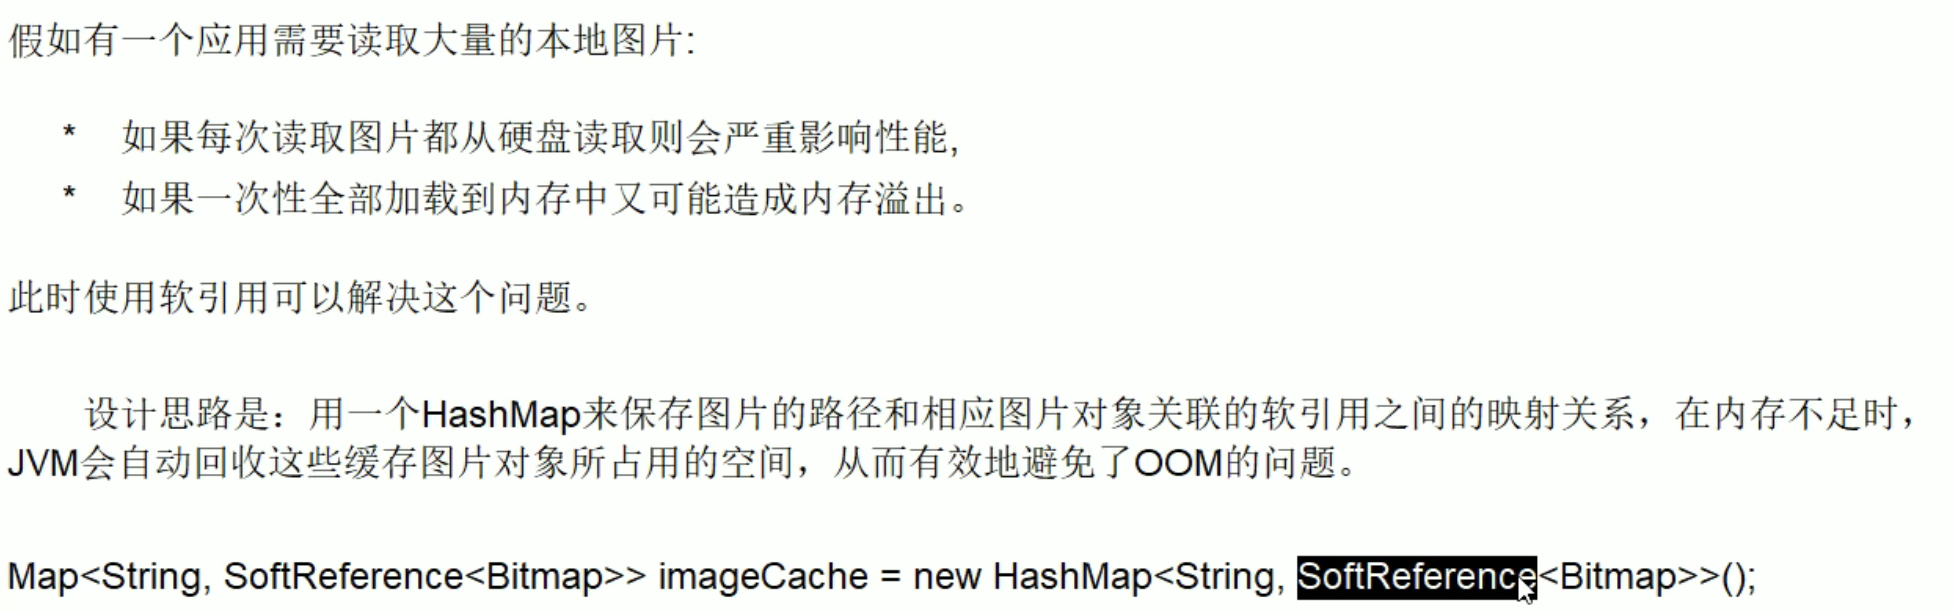 假如有一个应用需要读取大量的本地图片:
* 如果每次读取图片都从硬盘读取则会严重影响性能,
* 如果一次性全部加载到内存中又可能造成内存溢出。
此时使用软引用可以解决这个问题。
设计思路是：用一个HashMap来保存图片的路径和相应图片对象关联的软引用之间的映射关系，在内存不足时，
JVM会自动回收这些缓存图片对象所占用的空间，从而有效地避免了OOM的问题。
Map<String, SoftReference<Bitmap>> imageCache = new HashMap<String, SoftReference<Bitmap>>();